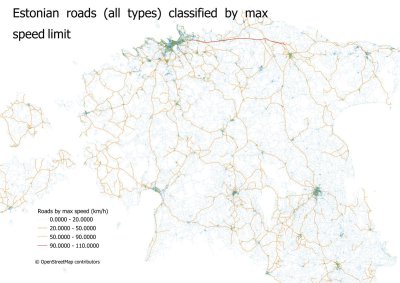 Estonian roads (all types) classified by max
speed limit
Roads by max speed (km/h)
0.0000 - 20.0000
20.0000 - 50.0000
50.0000 - 90.0000
90.0000 - 110.0000
© OpenStreetMap contributors